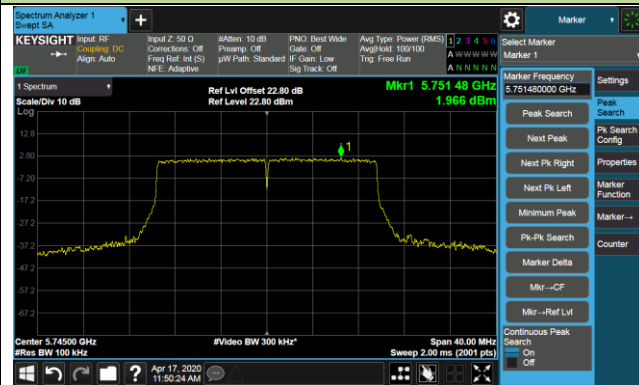 Spectrum Analyzer 1
Swept SA
Marker
KEYSIGHT
Input: RF
Coupling: DC
Align: Auto
Input Z: 50 Ω
Corrections: Off
Freq Ref: Int (S)
NFE: Adaptive
#Atten: 10 dB
Preamp: Off
µW Path: Standard
PNO: Best Wide
Gate: Off
IF Gain: Low
Sig Track: Off
Avg Type: Power (RMS)
Avg|Hold: 100/100
Trig: Free Run
1 2 3 4 5 6
A W W W W W
A N N N N N
Select Marker
Marker 1
1 Spectrum
Scale/Div 10 dB
Ref Lvl Offset 22.80 dB
Ref Level 22.80 dBm
Mkr1 5.751 48 GHz
1.966 dBm
Log
12.8
2.80
-7.20
-17.2
-27.2
-37.2
-47.2
-57.2
-67.2
1
Center 5.74500 GHz
#Res BW 100 kHz
#Video BW 300 kHz*
Span 40.00 MHz
Sweep 2.00 ms (2001 pts)
Marker Frequency
5.751480000 GHz
Peak Search
Next Peak
Next Pk Right
Next Pk Left
Minimum Peak
Pk-Pk Search
Marker Delta
Mkr→CF
Mkr→Ref Lvl
Continuous Peak
Search
On
Off
Settings
Peak
Search
Pk Search
Config
Properties
Marker
Function
Marker→
Counter
Apr 17, 2020
11:50:24 AM